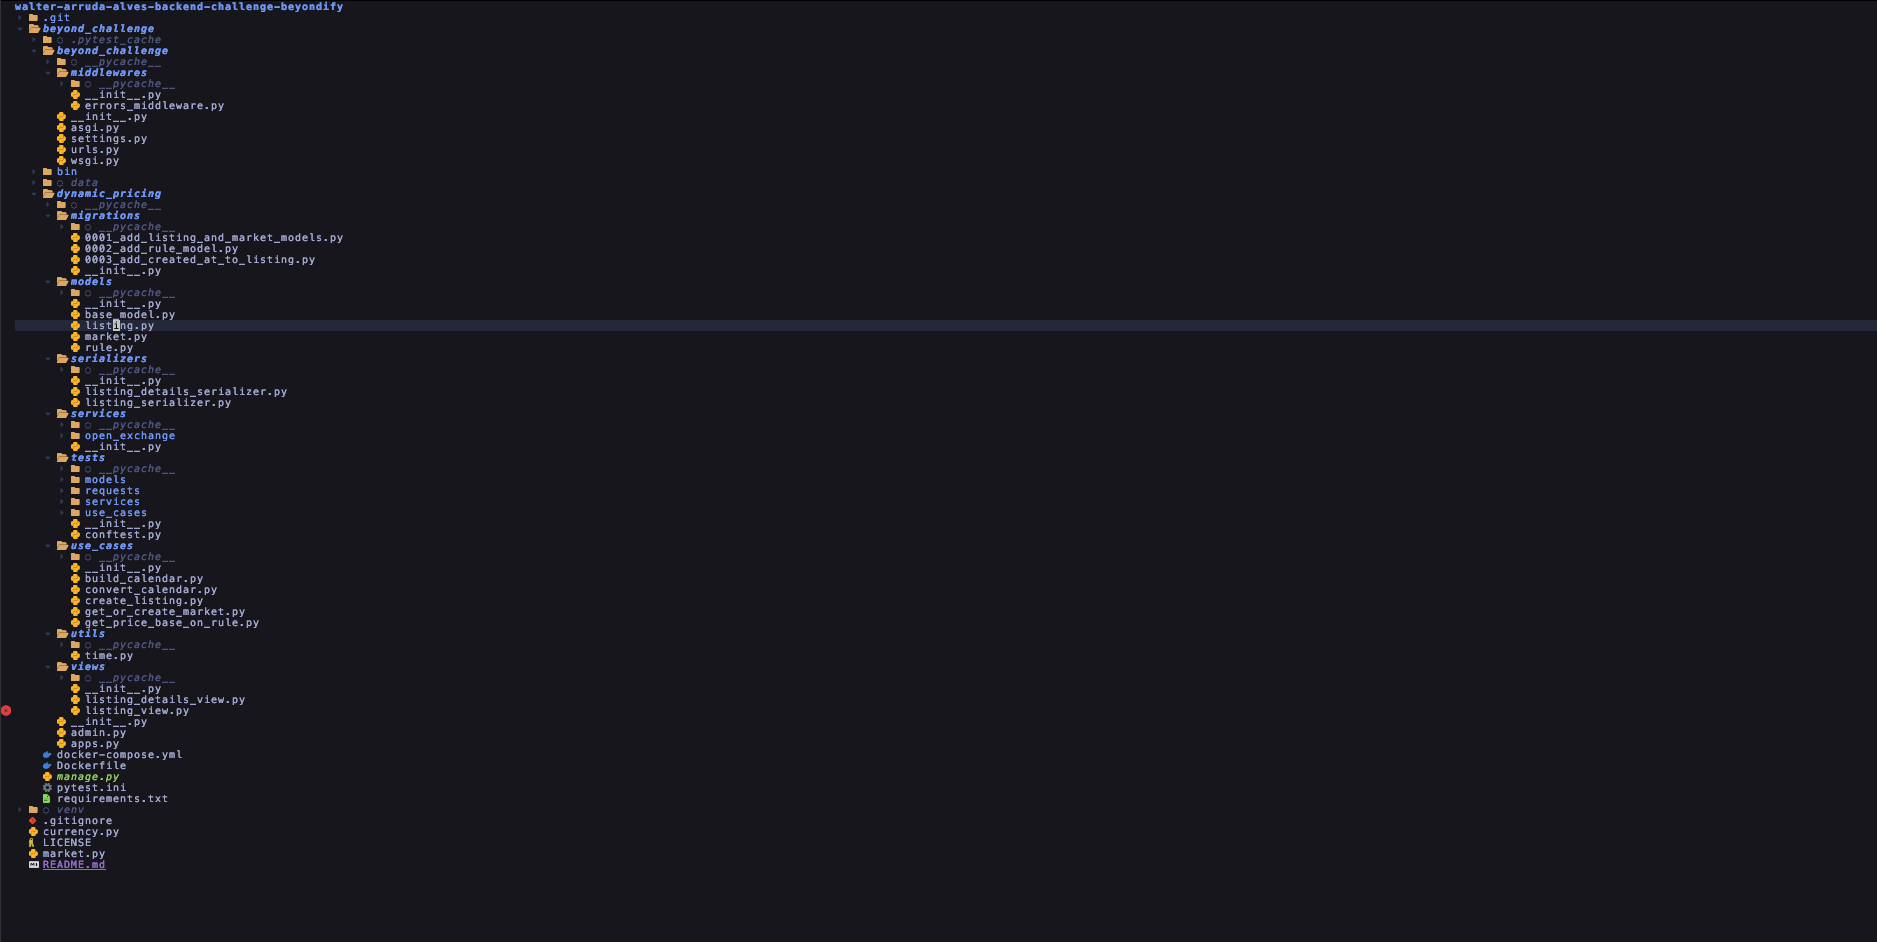 walter-arruda-alves-backend-challenge-beyondify
.git
beyond_challenge
.pytest_cache
beyond_challenge
__pycache__
middlewares
__pycache__
__init__.py
errors_middleware.py
__init__.py
asgi.py
settings.py
urls.py
wsgi.py
bin
data
dynamic_pricing
__pycache__
migrations
__pycache__
0001_add_listing_and_market_models.py
0002_add_rule_model.py
0003_add_created_at_to_listing.py
__init__.py
models
__pycache__
__init__.py
base_model.py
listing.py
market.py
rule.py
serializers
__pycache__
__init__.py
listing_details_serializer.py
listing_serializer.py
services
__pycache__
open_exchange
__init__.py
tests
__pycache__
models
requests
services
use_cases
__init__.py
conftest.py
use_cases
__pycache__
__init__.py
build_calendar.py
convert_calendar.py
create_listing.py
get_or_create_market.py
get_price_base_on_rule.py
utils
__pycache__
time.py
views
__pycache__
__init__.py
listing_details_view.py
listing_view.py
__init__.py
admin.py
apps.py
docker-compose.yml
Dockerfile
manage.py
pytest.ini
requirements.txt
venv
.gitignore
currency.py
LICENSE
market.py
README.md